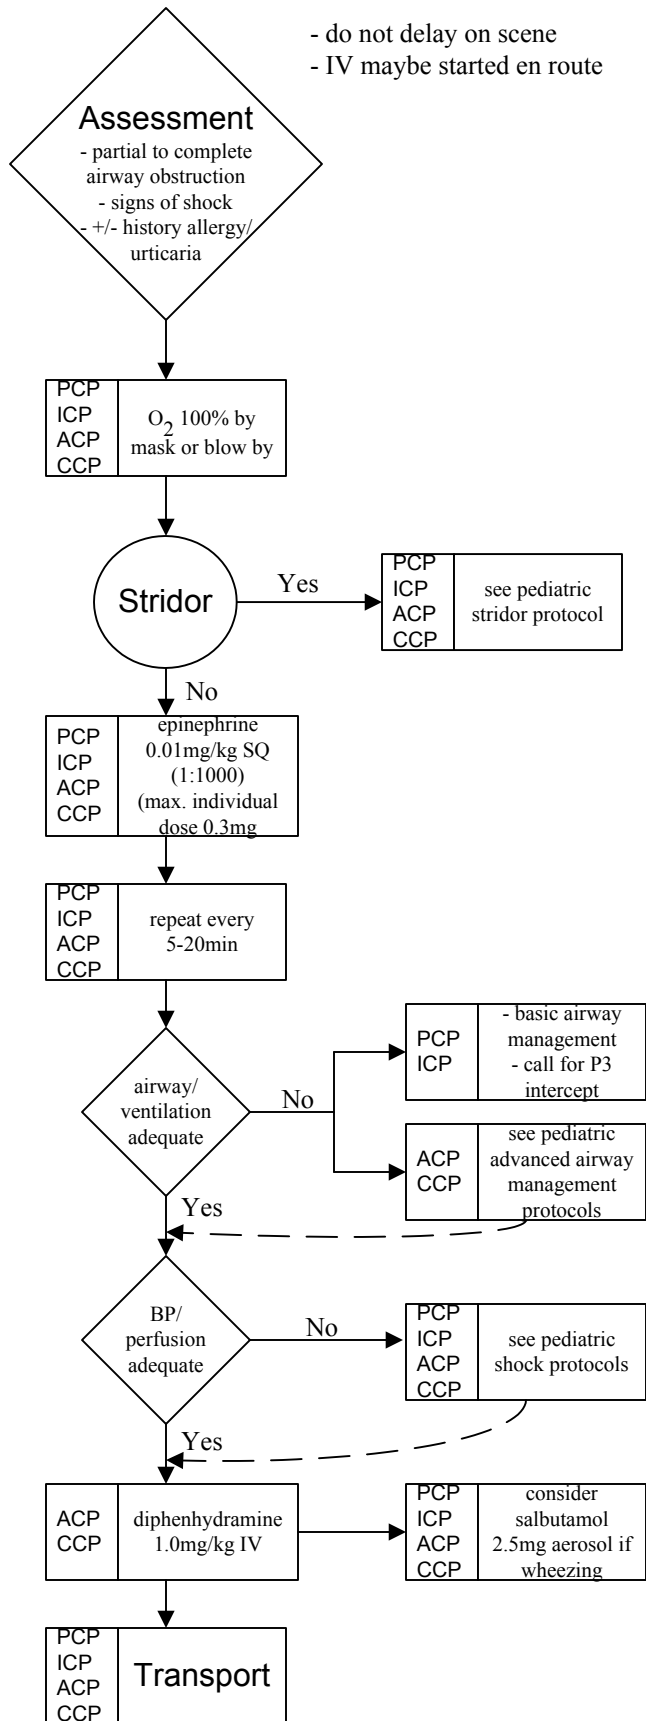 - do not delay on scene
- IV maybe started en route
Assessment
- partial to complete
airway obstruction
- signs of shock
- +/- history allergy/
urticaria
PCP
ICP
ACP
CCP
O2 100% by
mask or blow by
Stridor
Yes
PCP
ICP
ACP
CCP
see pediatric
stridor protocol
No
PCP
ICP
ACP
CCP
epinephrine
0.01mg/kg SQ
(1:1000)
(max. individual
dose 0.3mg
PCP
ICP
ACP
CCP
repeat every
5-20min
airway/
ventilation
adequate
No
PCP
ICP
- basic airway
management
- call for P3
intercept
ACP
CCP
see pediatric
advanced airway
management
protocols
Yes
BP/
perfusion
adequate
No
PCP
ICP
ACP
CCP
see pediatric
shock protocols
Yes
ACP
CCP
diphenhydramine
1.0mg/kg IV
PCP
ICP
ACP
CCP
consider
salbutamol
2.5mg aerosol if
wheezing
PCP
ICP
ACP
CCP
Transport